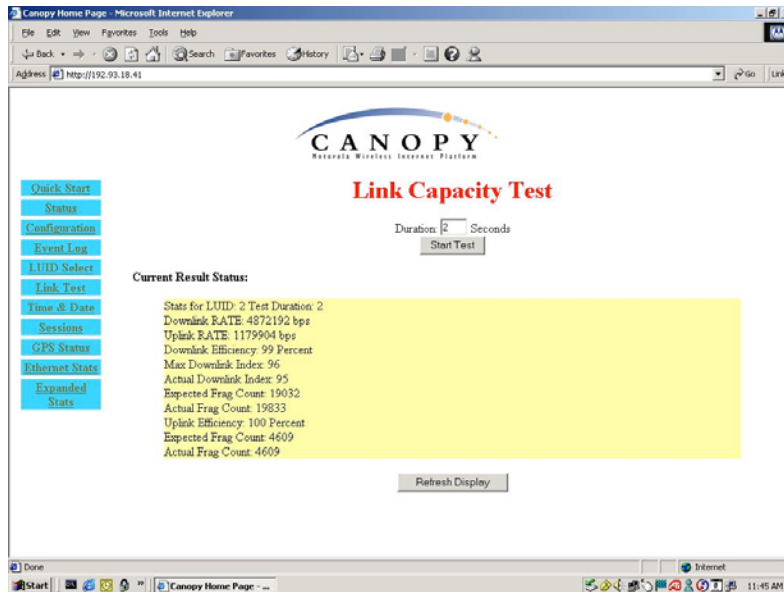 Canopy Home Page - Microsoft Internet Explorer
File Edit View Favorites Tools Help
Back Search Favorites History
Address http://192.93.18.41 Go Link
CANOPY
Motorola Wireless Internet Platform
Quick Start
Status
Configuration
Event Log
LUID Select
Link Test
Time & Date
Sessions
GPS Status
Ethernet Stats
Expanded
Stats
Link Capacity Test
Duration: 2 Seconds
Start Test
Current Result Status:
Stats for LUID: 2 Test Duration: 2
Downlink RATE: 4872192 bps
Uplink RATE: 1179904 bps
Downlink Efficiency: 99 Percent
Max Downlink Index: 96
Actual Downlink Index: 95
Expected Frag Count: 19032
Actual Frag Count: 19833
Uplink Efficiency: 100 Percent
Expected Frag Count: 4609
Actual Frag Count: 4609
Refresh Display
Done Internet
Start Canopy Home Page - ... 11:45 AM